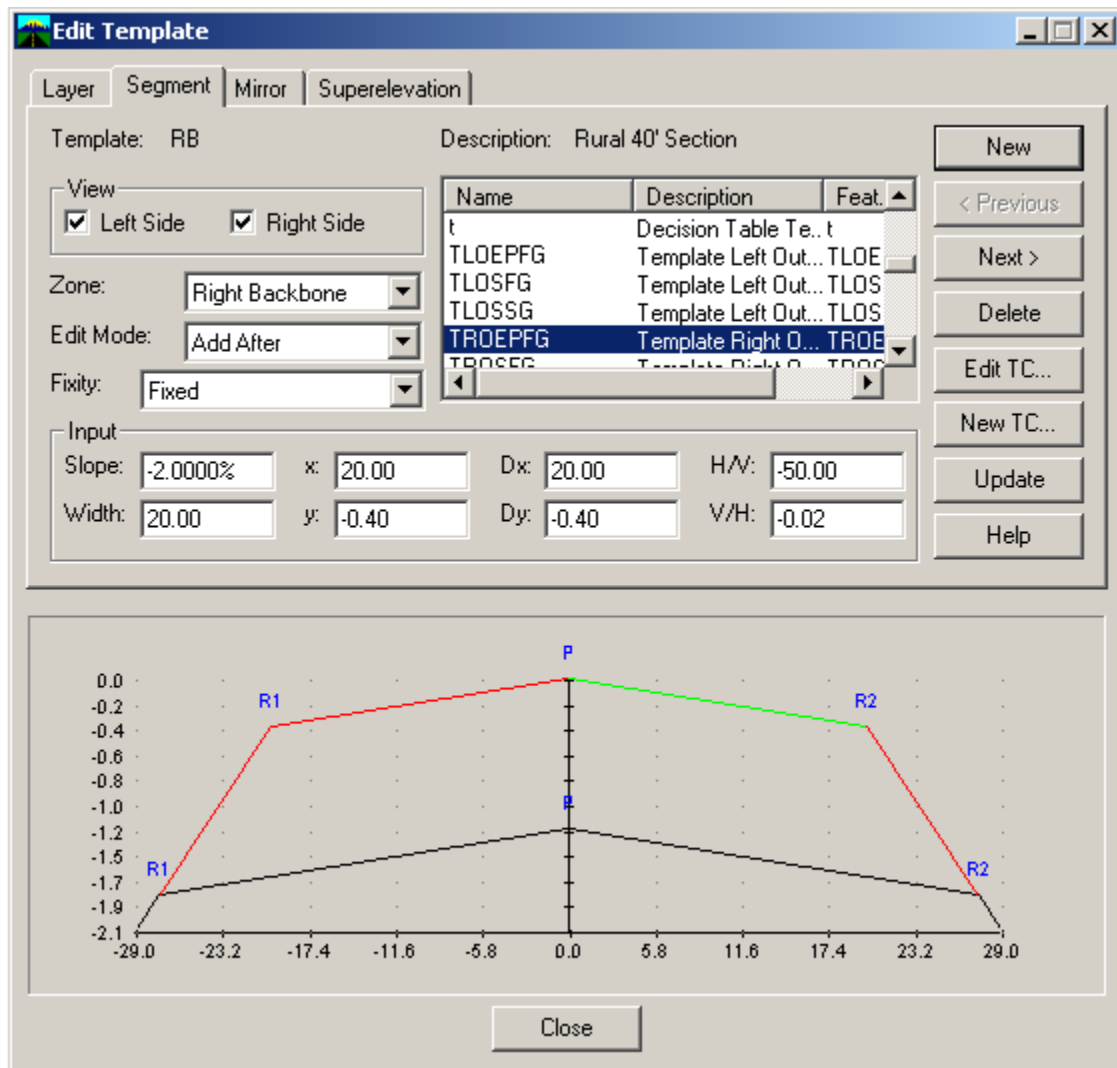 Edit Template
Layer Segment Mirror Superelevation
Template: RB Description: Rural 40' Section
New
View
Left Side Right Side
< Previous
Name Description Feat.
t Decision Table Te.. t
TLOEPFG Template Left Out... TLOE
TLOSFG Template Left Out... TLOS
TLOSSG Template Left Out... TLOS
TROEPFG Template Right O... TROE
TROSFG Template Right O... TROS
Next >
Zone: Right Backbone
Delete
Edit Mode: Add After
Edit TC...
Fixity: Fixed
New TC...
Input
Slope: -2.0000% x: 20.00 Dx: 20.00 H/V: -50.00
Update
Width: 20.00 y: -0.40 Dy: -0.40 V/H: -0.02
Help
P
0.0
R1 R2
-0.2
-0.4
-0.6
-0.8
-1.0
P
-1.2
-1.5
R1 R2
-1.7
-1.9
-2.1
-29.0 -23.2 -17.4 -11.6 -5.8 0.0 5.8 11.6 17.4 23.2 29.0
Close